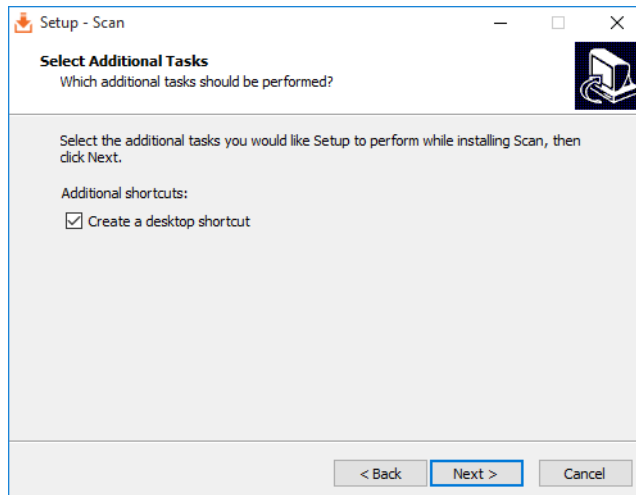 Setup - Scan
Select Additional Tasks
Which additional tasks should be performed?
Select the additional tasks you would like Setup to perform while installing Scan, then
click Next.
Additional shortcuts:
Create a desktop shortcut
< Back
Next >
Cancel